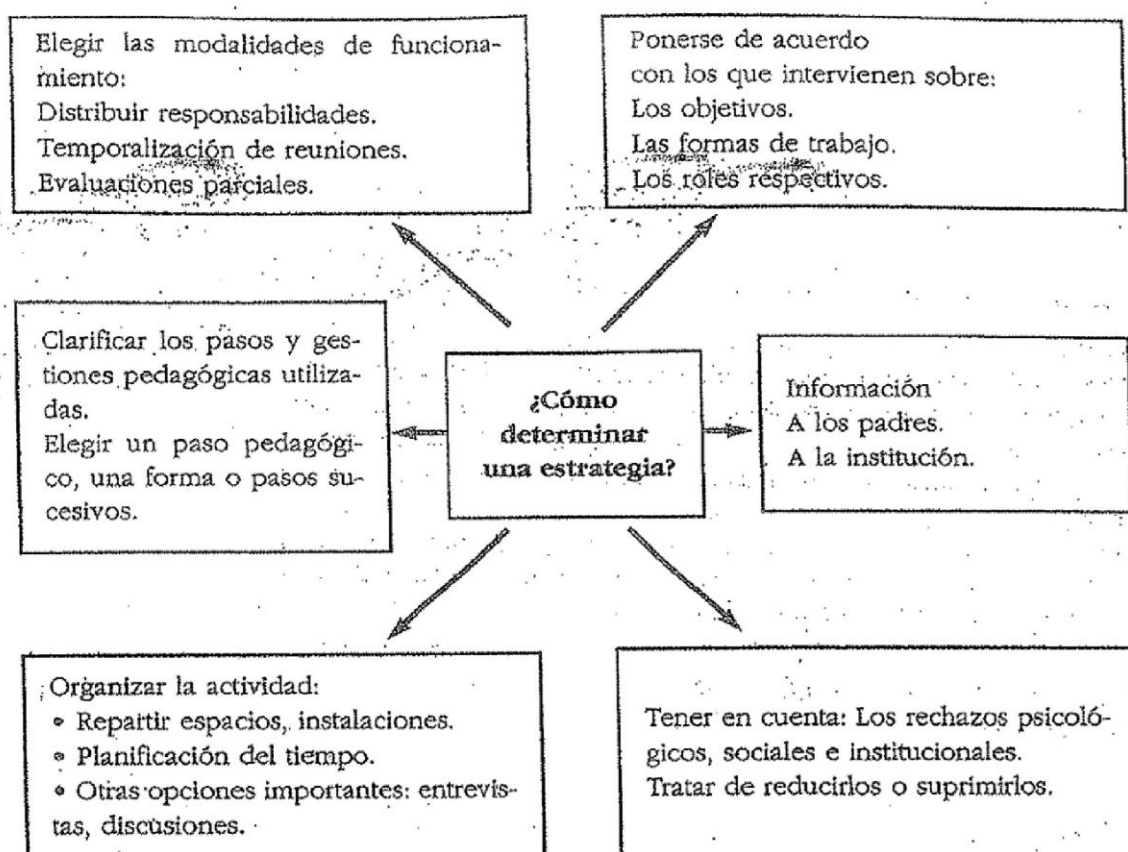 Elegir las modalidades de funciona-
miento:
Distribuir responsabilidades.
Temporalización de reuniones.
Evaluaciones parciales.
Ponerse de acuerdo
con los que intervienen sobre:
Los objetivos.
Las formas de trabajo.
Los roles respectivos.
Clarificar los pasos y ges-
tiones pedagógicas utiliza-
das.
Elegir un paso pedagógi-
co, una forma o pasos su-
cesivos.
¿Cómo
determinar
una estrategia?
Información
A los padres.
A la institución.
Organizar la actividad:
• Repartir espacios, instalaciones.
• Planificación del tiempo.
• Otras opciones importantes: entrevis-
tas, discusiones.
Tener en cuenta: Los rechazos psicoló-
gicos, sociales e institucionales.
Tratar de reducirlos o suprimirlos.